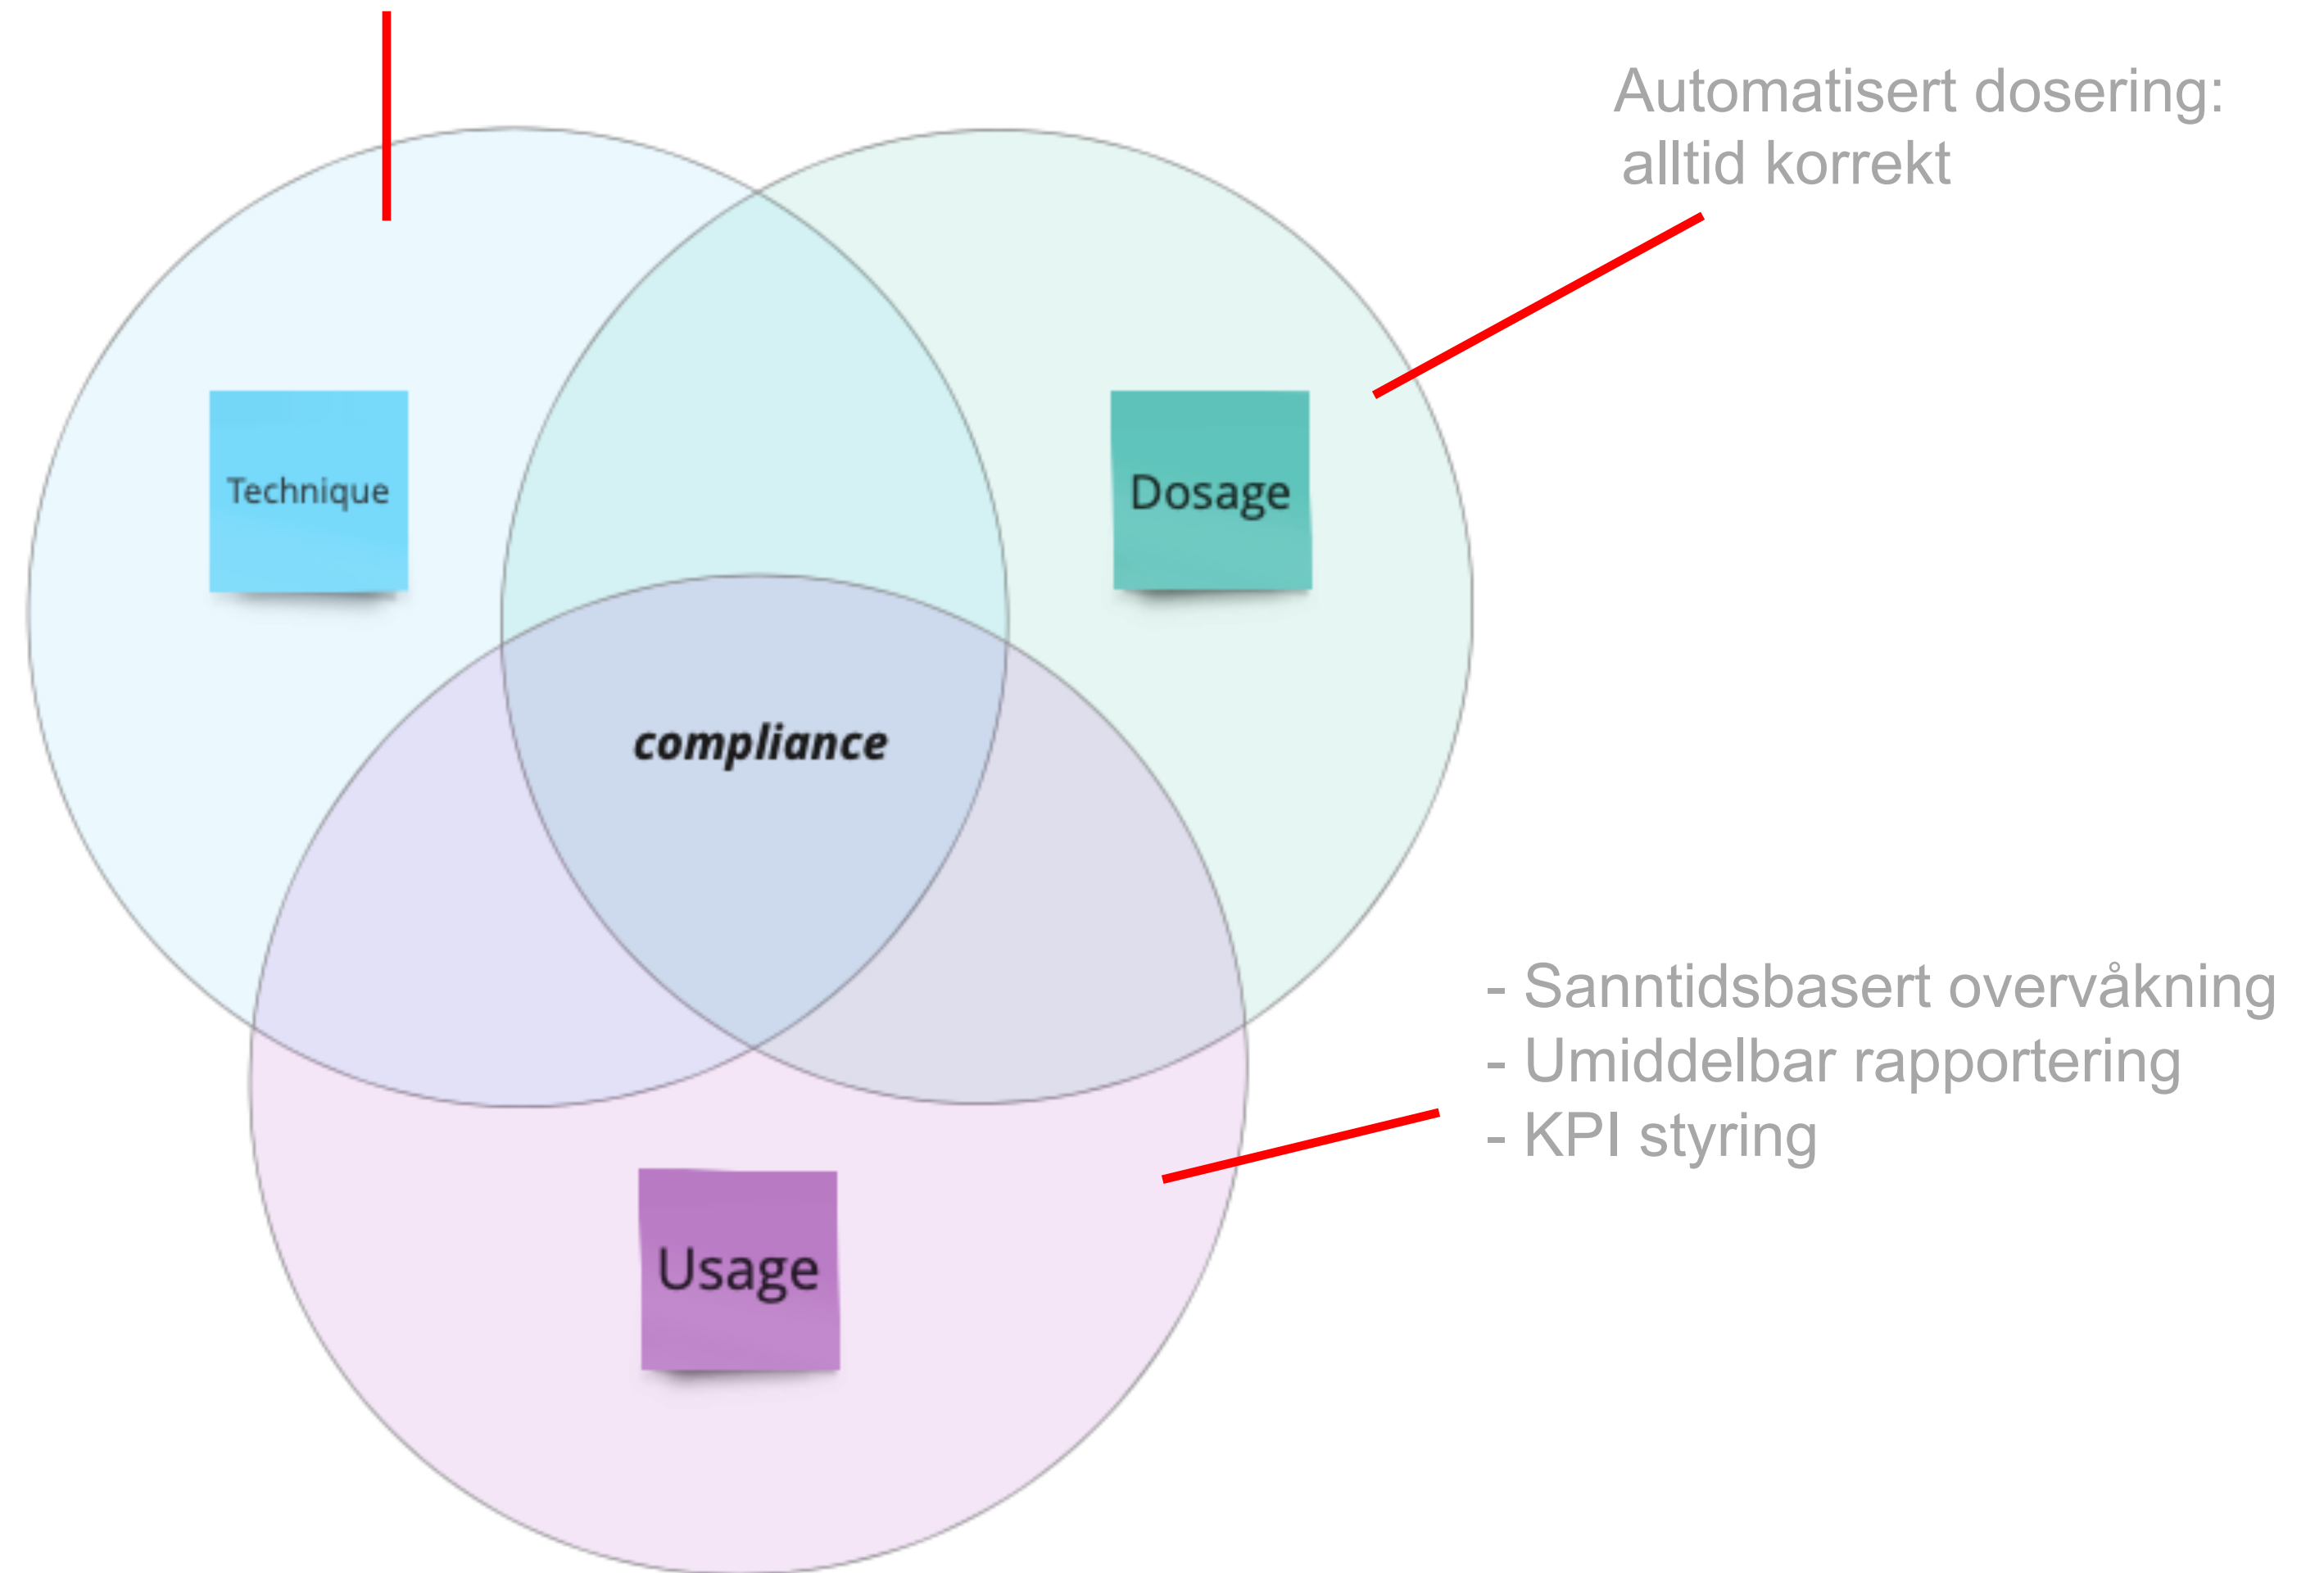 Automatisert dosering:
alltid korrekt
Technique
Dosage
compliance
- Sanntidsbasert overvåkning
- Umiddelbar rapportering
- KPI styring
Usage